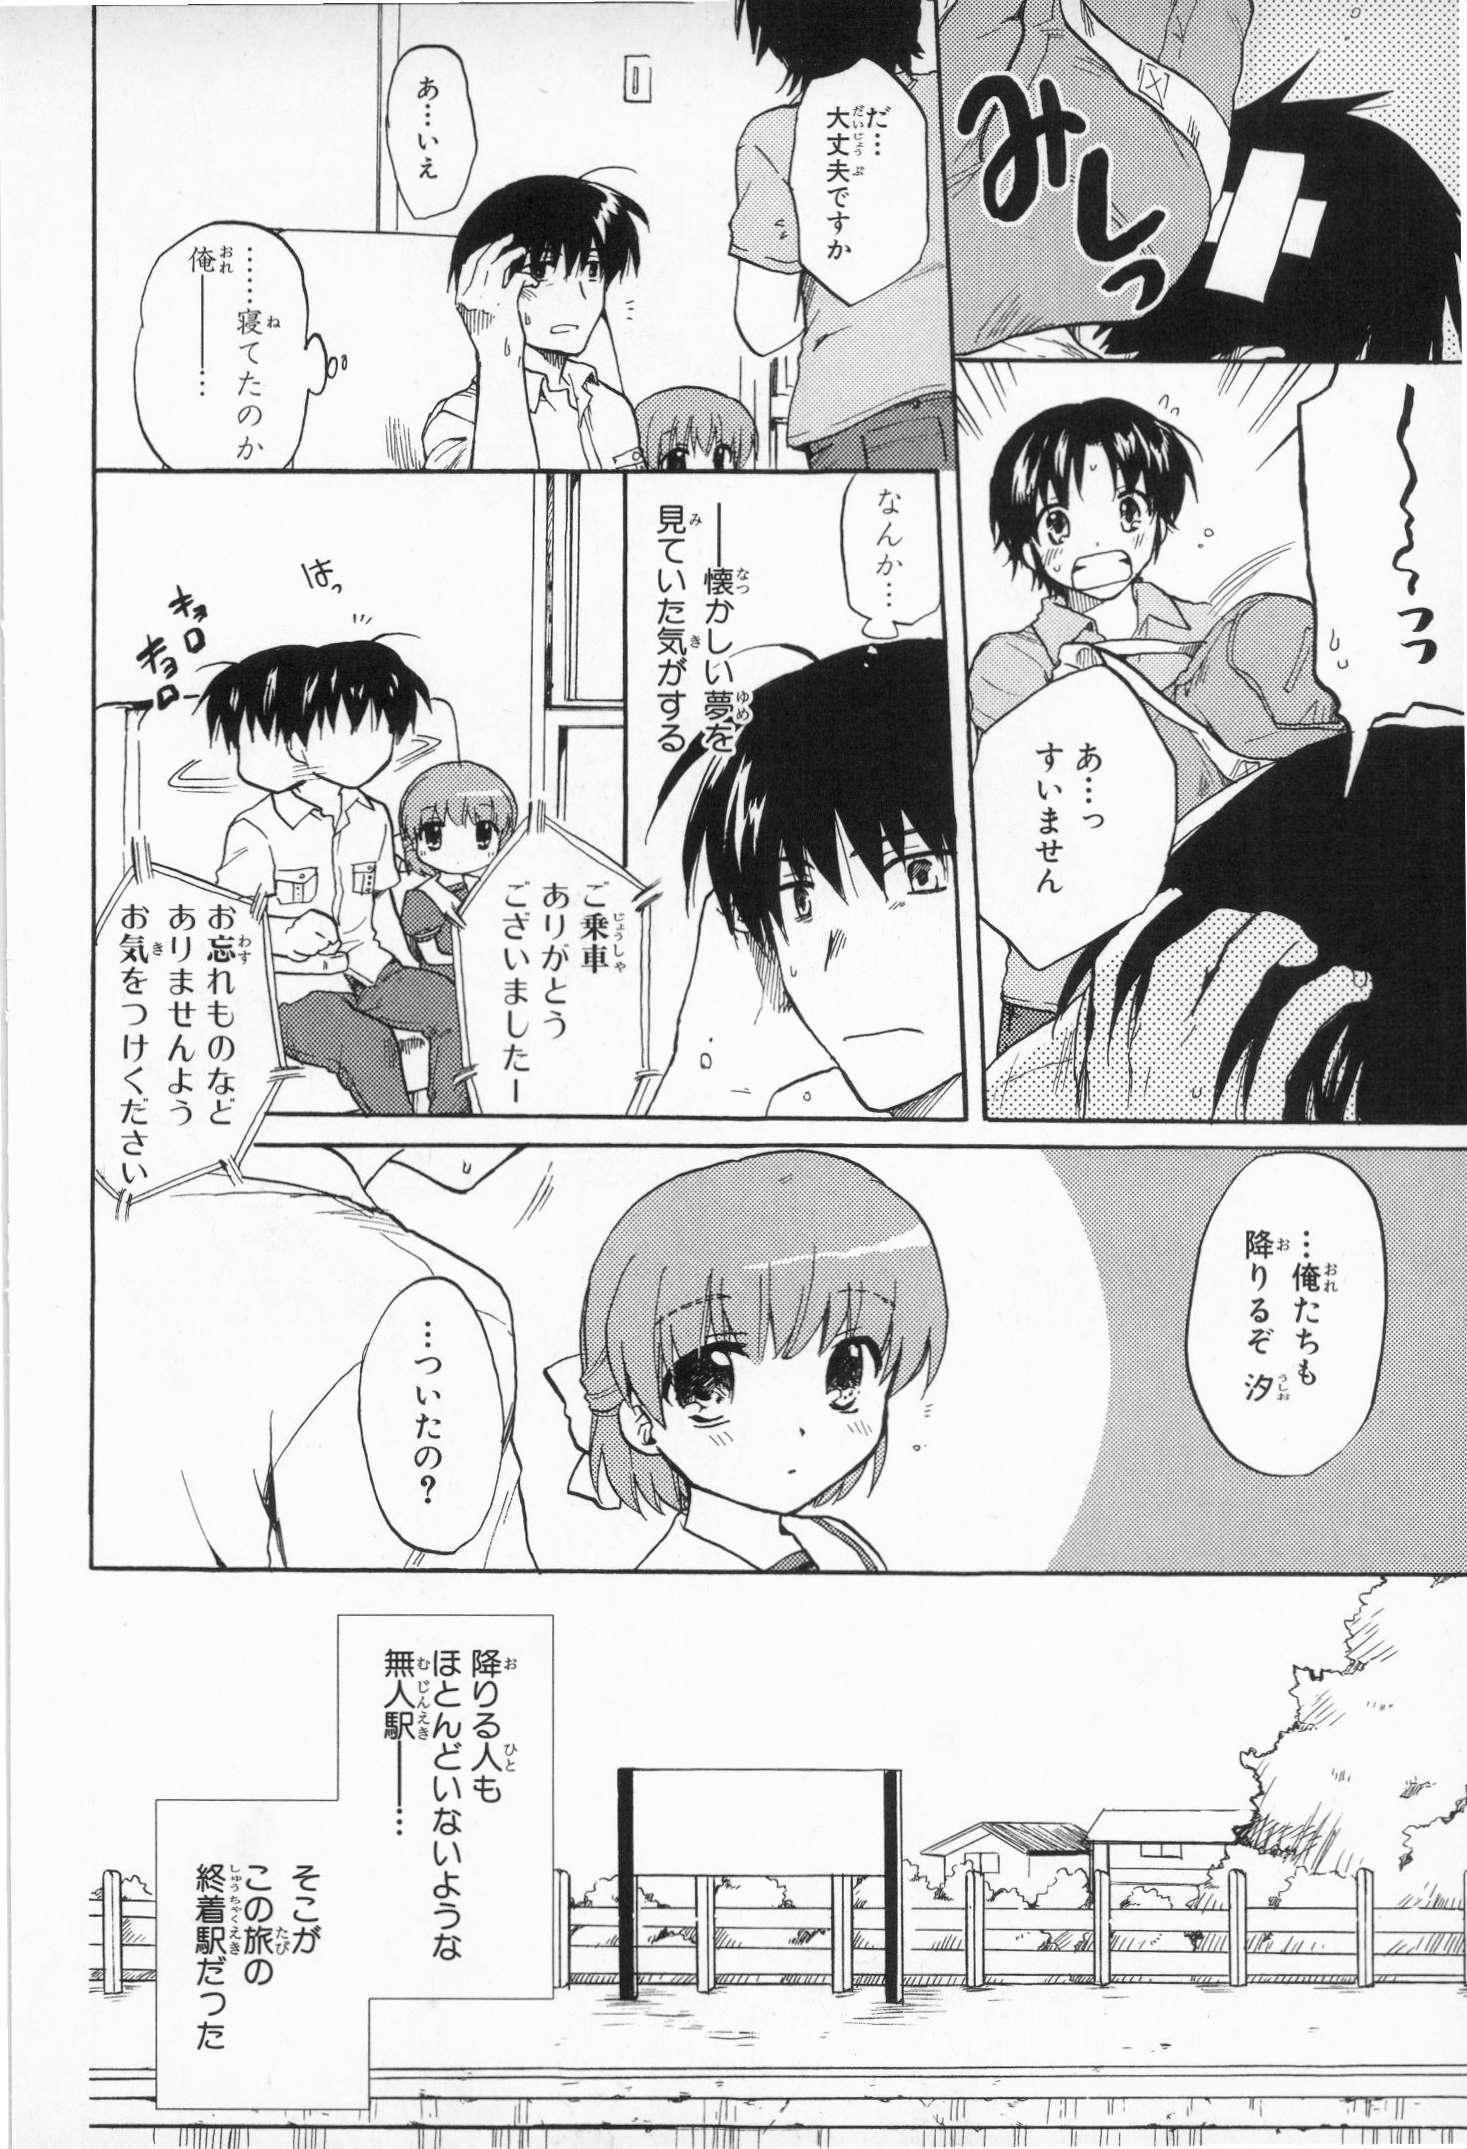 みしっ
〜〜〜っっ
あ…っ
すいません
だ…
大丈夫ですか
あ…いえ
……寝てたのか
俺――…
なんか…
――懐かしい夢を
見ていた気がする
はっ
キョロ
キョロー
ご乗車
ありがとう
ございましたー
お忘れものなど
ありませんよう
お気をつけください
…俺たちも
降りるぞ 汐
…ついたの?
降りる人も
ほとんどいないような
無人駅――…
そこが
この旅の
終着駅だった